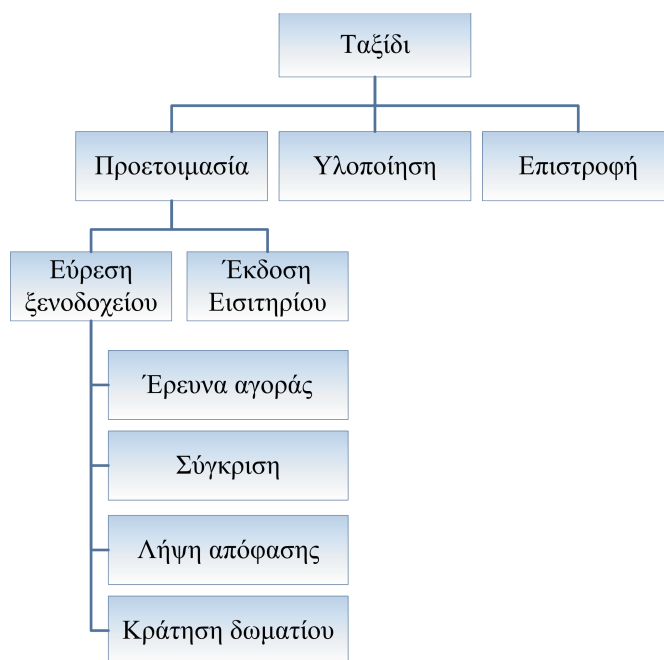 Ταξίδι
Προετοιμασία
Υλοποίηση
Επιστροφή
Εύρεση
ξενοδοχείου
Έκδοση
Εισιτηρίου
Έρευνα αγοράς
Σύγκριση
Λήψη απόφασης
Κράτηση δωματίου